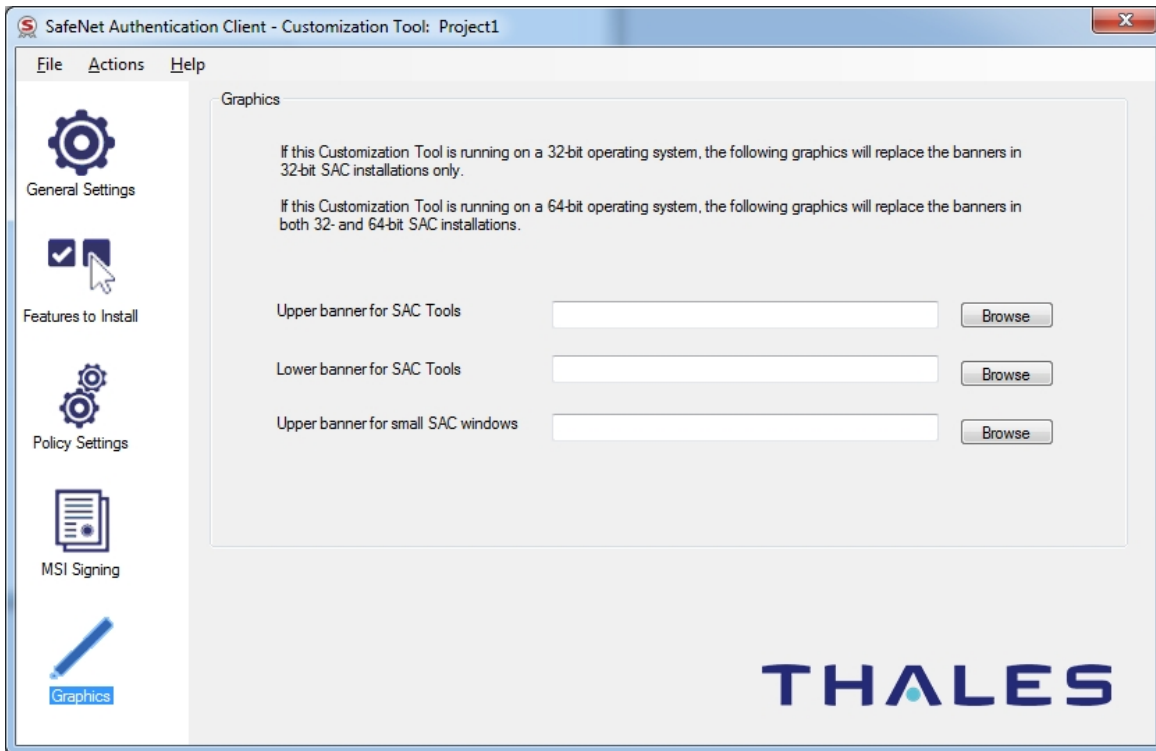 SafeNet Authentication Client - Customization Tool: Project1
File Actions Help
General Settings
Features to Install
Policy Settings
MSI Signing
Graphics
Graphics
If this Customization Tool is running on a 32-bit operating system, the following graphics will replace the banners in
32-bit SAC installations only.
If this Customization Tool is running on a 64-bit operating system, the following graphics will replace the banners in
both 32- and 64-bit SAC installations.
Upper banner for SAC Tools Browse
Lower banner for SAC Tools Browse
Upper banner for small SAC windows Browse
THALES